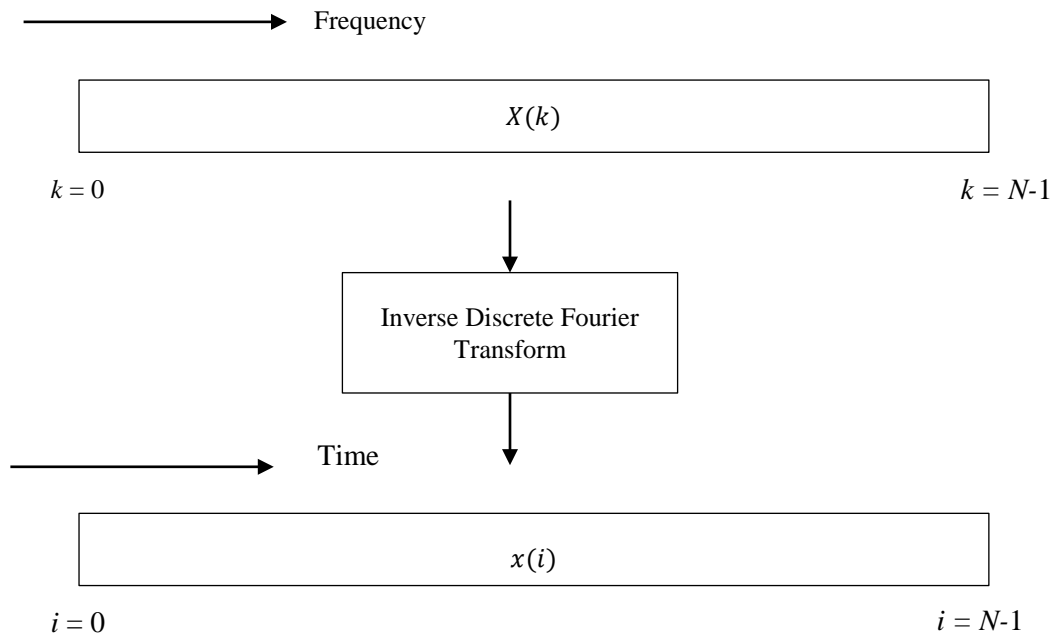 Frequency
𝑋(𝑘)
k = 0
k = N-1
Inverse Discrete Fourier
Transform
Time
𝑥(𝑖)
i = 0
i = N-1